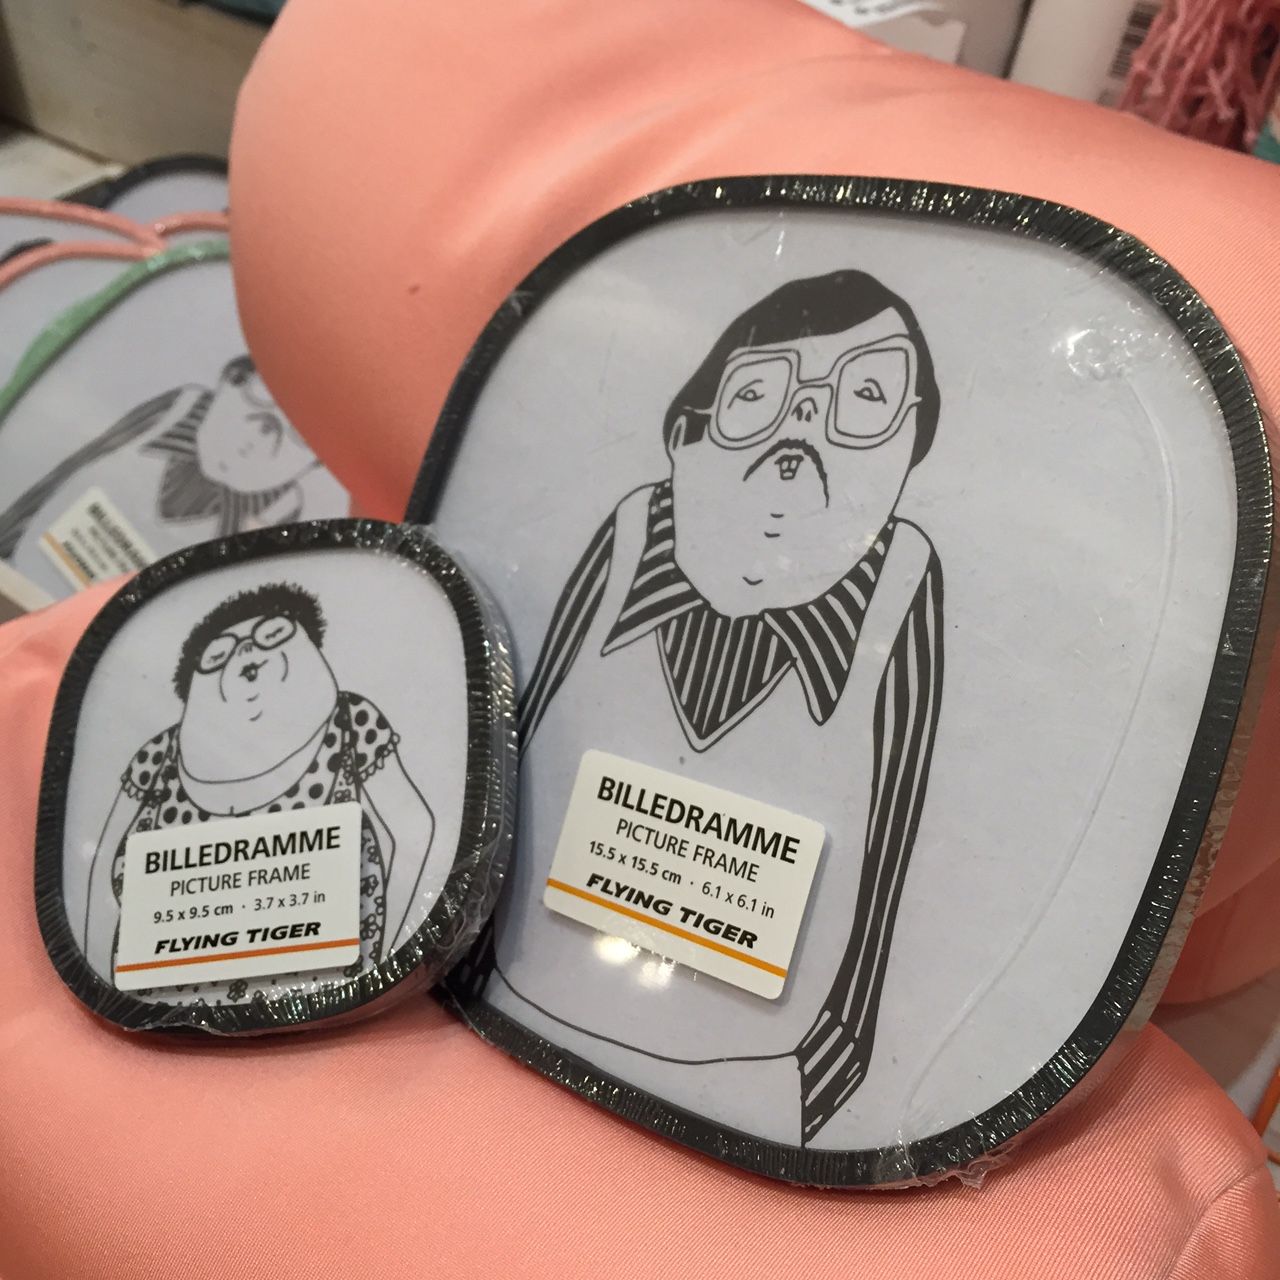 BILLEDRAMME
PICTURE FRAME
9.5 x 9.5 cm · 3.7 x 3.7 in
FLYING TIGER
BILLEDRAMME
PICTURE FRAME
15.5 x 15.5 cm · 6.1 x 6.1 in
FLYING TIGER